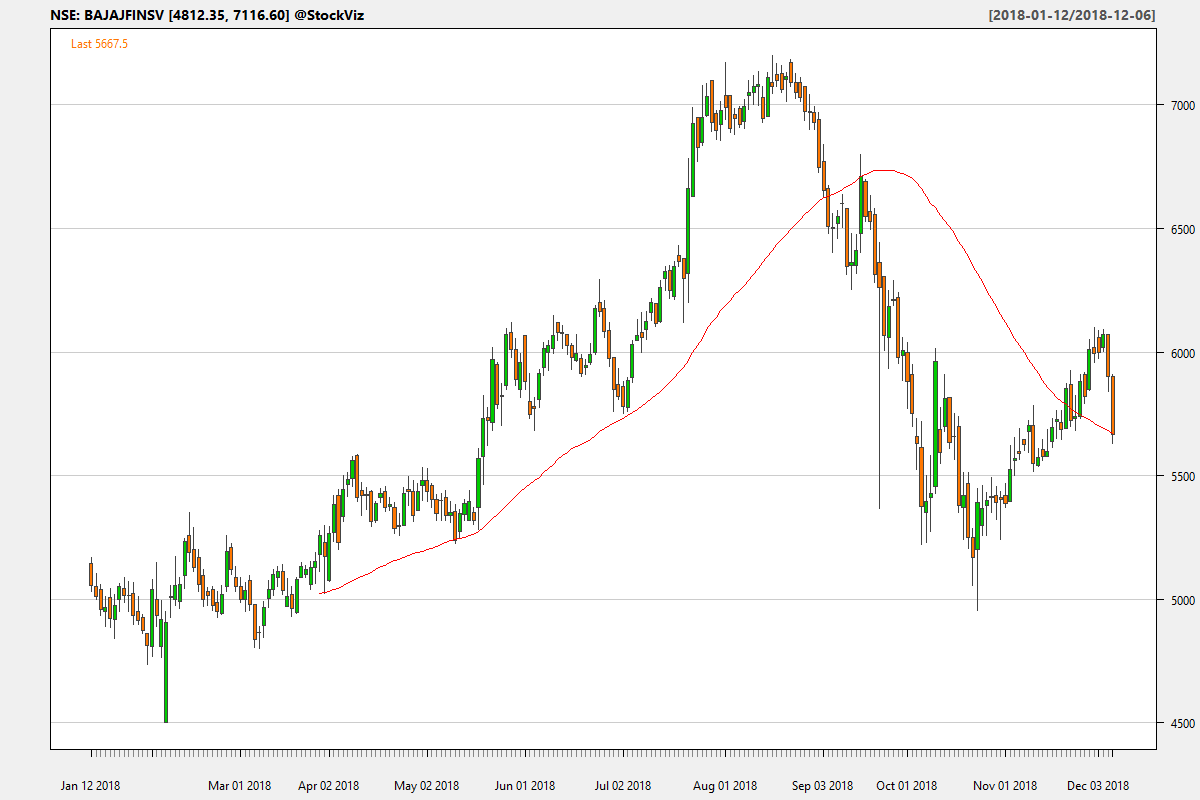 NSE: BAJAJFINSV [4812.35, 7116.60] @StockViz [2018-01-12/2018-12-06]
Last 5667.5
7000
6500
6000
5500
5000
4500
Jan 12 2018 Mar 01 2018 Apr 02 2018 May 02 2018 Jun 01 2018 Jul 02 2018 Aug 01 2018 Sep 03 2018 Oct 01 2018 Nov 01 2018 Dec 03 2018